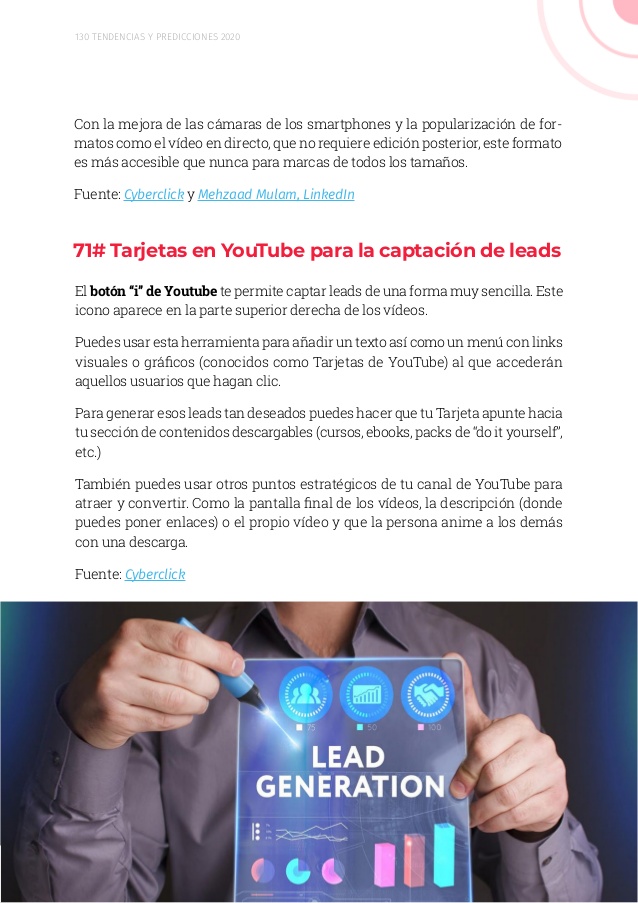 130 TENDENCIAS Y PREDICCIONES 2020
Con la mejora de las cámaras de los smartphones y la popularización de for-
matos como el vídeo en directo, que no requiere edición posterior, este formato
es más accesible que nunca para marcas de todos los tamaños.
Fuente: Cyberclick y Mehzaad Mulam, LinkedIn
71# Tarjetas en YouTube para la captación de leads
El botón “i” de Youtube te permite captar leads de una forma muy sencilla. Este
icono aparece en la parte superior derecha de los vídeos.
Puedes usar esta herramienta para añadir un texto así como un menú con links
visuales o gráficos (conocidos como Tarjetas de YouTube) al que accederán
aquellos usuarios que hagan clic.
Para generar esos leads tan deseados puedes hacer que tu Tarjeta apunte hacia
tu sección de contenidos descargables (cursos, ebooks, packs de “do it yourself”,
etc.)
También puedes usar otros puntos estratégicos de tu canal de YouTube para
atraer y convertir. Como la pantalla final de los vídeos, la descripción (donde
puedes poner enlaces) o el propio vídeo y que la persona anime a los demás
con una descarga.
Fuente: Cyberclick
75 50 100
LEAD
GENERATION